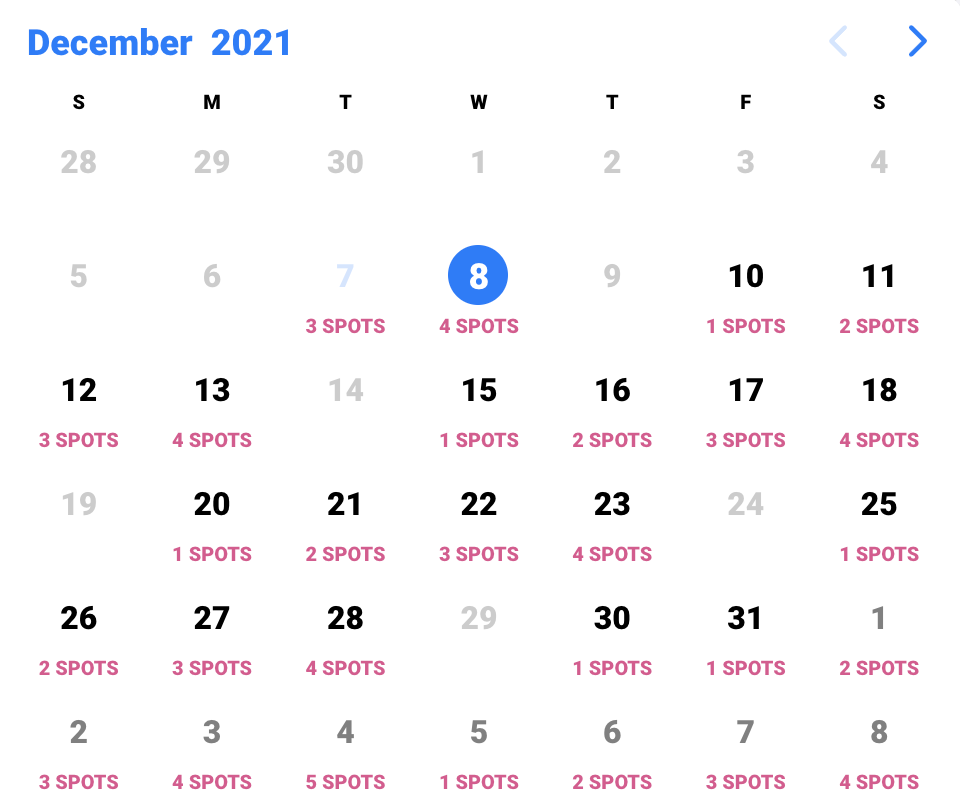 December 2021
S M T W T F S
28 29 30 1 2 3 4
5 6 7 8 9 10 11
3 SPOTS 4 SPOTS 1 SPOTS 2 SPOTS
12 13 14 15 16 17 18
3 SPOTS 4 SPOTS 1 SPOTS 2 SPOTS 3 SPOTS 4 SPOTS
19 20 21 22 23 24 25
1 SPOTS 2 SPOTS 3 SPOTS 4 SPOTS 1 SPOTS
26 27 28 29 30 31 1
2 SPOTS 3 SPOTS 4 SPOTS 1 SPOTS 1 SPOTS 2 SPOTS
2 3 4 5 6 7 8
3 SPOTS 4 SPOTS 5 SPOTS 1 SPOTS 2 SPOTS 3 SPOTS 4 SPOTS